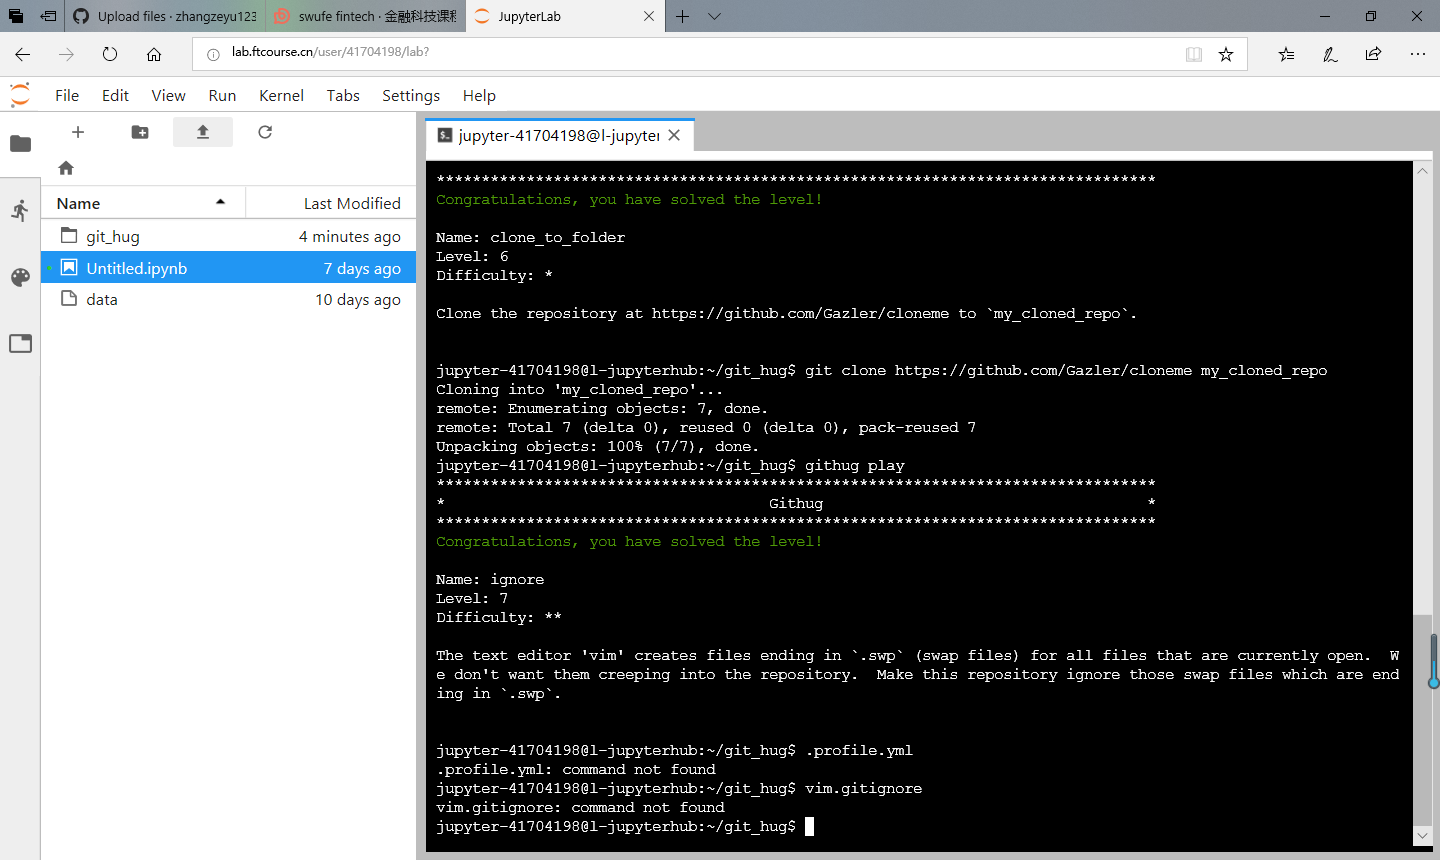 Upload files · zhangzeyu123
swufe fintech · 金融科技课程
JupyterLab
lab.ftcourse.cn/user/41704198/lab?
File Edit View Run Kernel Tabs Settings Help
jupyter-41704198@l-jupyter
Name Last Modified
git_hug 4 minutes ago
Untitled.ipynb 7 days ago
data 10 days ago
********************************************************************************
Congratulations, you have solved the level!
Name: clone_to_folder
Level: 6
Difficulty: *
Clone the repository at https://github.com/Gazler/cloneme to `my_cloned_repo`.
jupyter-41704198@l-jupyterhub:~/git_hug$ git clone https://github.com/Gazler/cloneme my_cloned_repo
Cloning into 'my_cloned_repo'...
remote: Enumerating objects: 7, done.
remote: Total 7 (delta 0), reused 0 (delta 0), pack-reused 7
Unpacking objects: 100% (7/7), done.
jupyter-41704198@l-jupyterhub:~/git_hug$ githug play
********************************************************************************
* Githug *
********************************************************************************
Congratulations, you have solved the level!
Name: ignore
Level: 7
Difficulty: **
The text editor 'vim' creates files ending in `.swp` (swap files) for all files that are currently open.  W
e don't want them creeping into the repository.  Make this repository ignore those swap files which are end
ing in `.swp`.
jupyter-41704198@l-jupyterhub:~/git_hug$ .profile.yml
.profile.yml: command not found
jupyter-41704198@l-jupyterhub:~/git_hug$ vim.gitignore
vim.gitignore: command not found
jupyter-41704198@l-jupyterhub:~/git_hug$